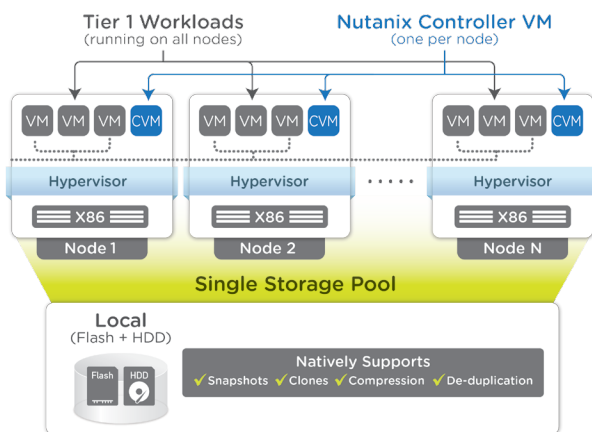 Tier 1 Workloads
(running on all nodes)
Nutanix Controller VM
(one per node)
VM VM VM CVM
VM VM VM CVM
VM VM VM CVM
Hypervisor
Hypervisor
Hypervisor
X86
X86
X86
Node 1
Node 2
Node N
Single Storage Pool
Local
(Flash + HDD)
Flash
HDD
Natively Supports
✓Snapshots ✓Clones ✓Compression ✓De-duplication